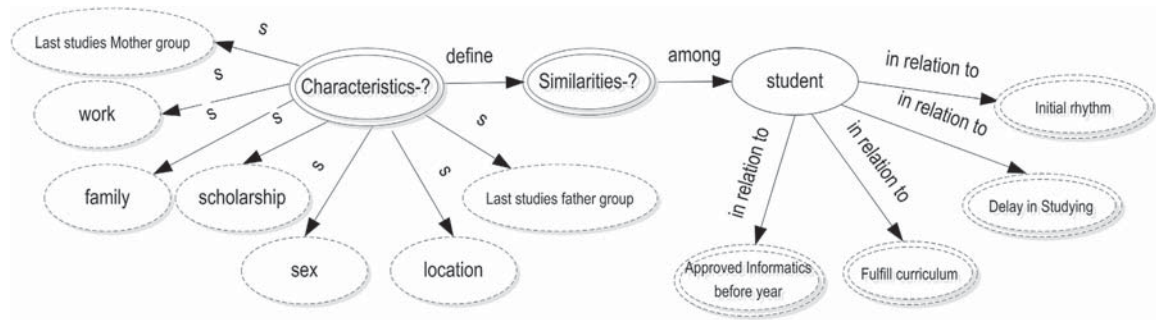 Last studies Mother group
s
s
s
s
s
s
s
work
family
scholarship
sex
location
Last studies father group
Characteristics-?
define
Similarities-?
among
student
in relation to
in relation to
in relation to
in relation to
Initial rhythm
Delay in Studying
Fulfill curriculum
Approved Informatics
before year